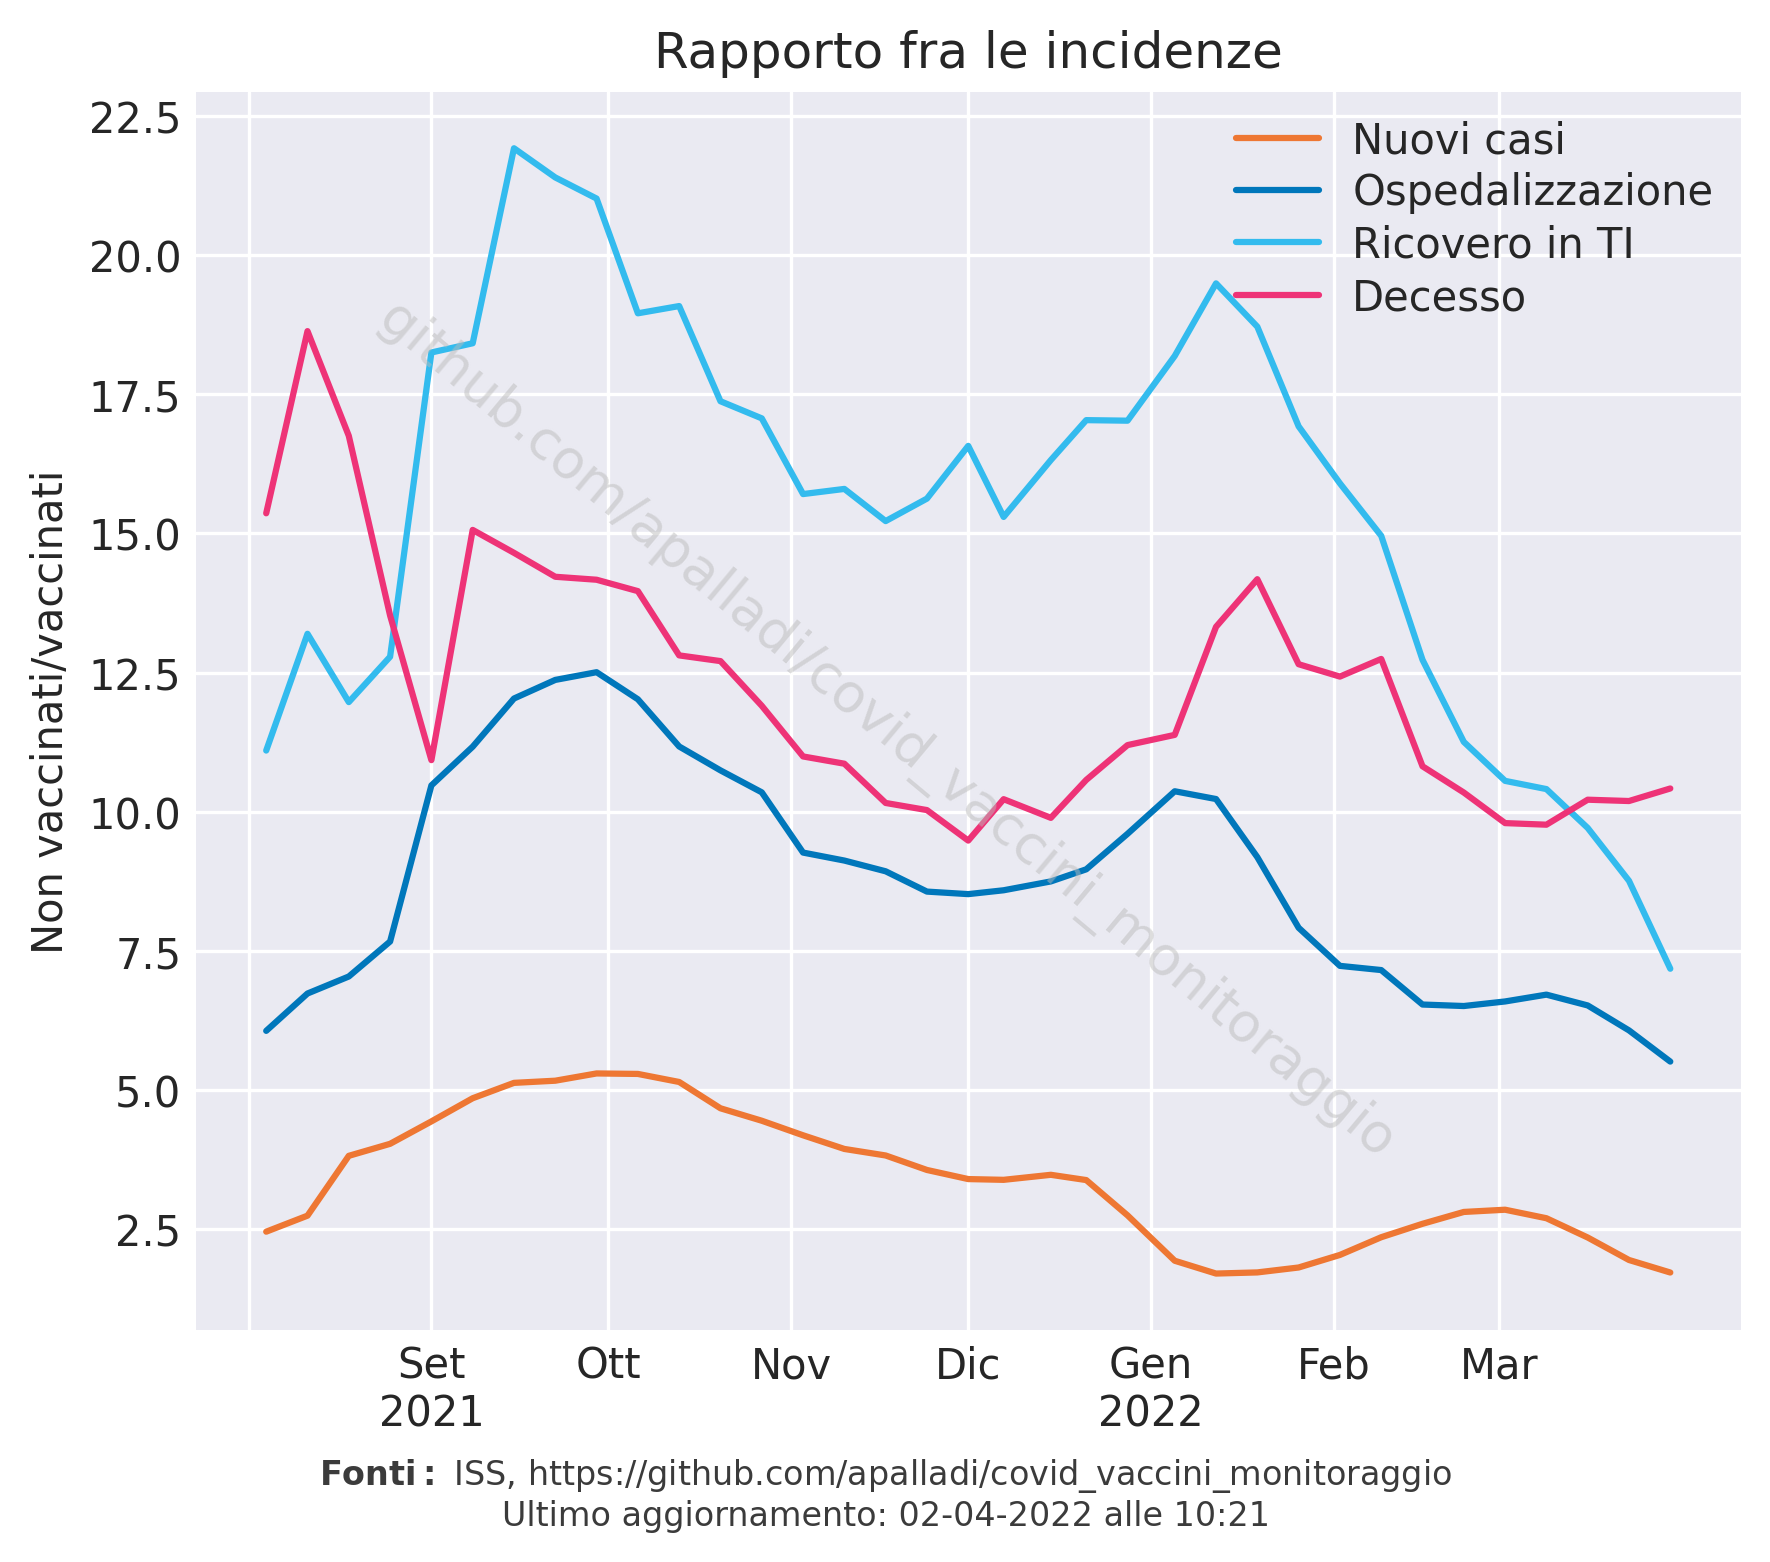 Rapporto fra le incidenze
22.5
20.0
17.5
15.0
12.5
10.0
7.5
5.0
2.5
Non vaccinati/vaccinati
Nuovi casi
Ospedalizzazione
Ricovero in TI
Decesso
github.com/apalladi/covid_vaccini_monitoraggio
Set Ott Nov Dic Gen Feb Mar
2021 2022
Fonti: ISS, https://github.com/apalladi/covid_vaccini_monitoraggio
Ultimo aggiornamento: 02-04-2022 alle 10:21